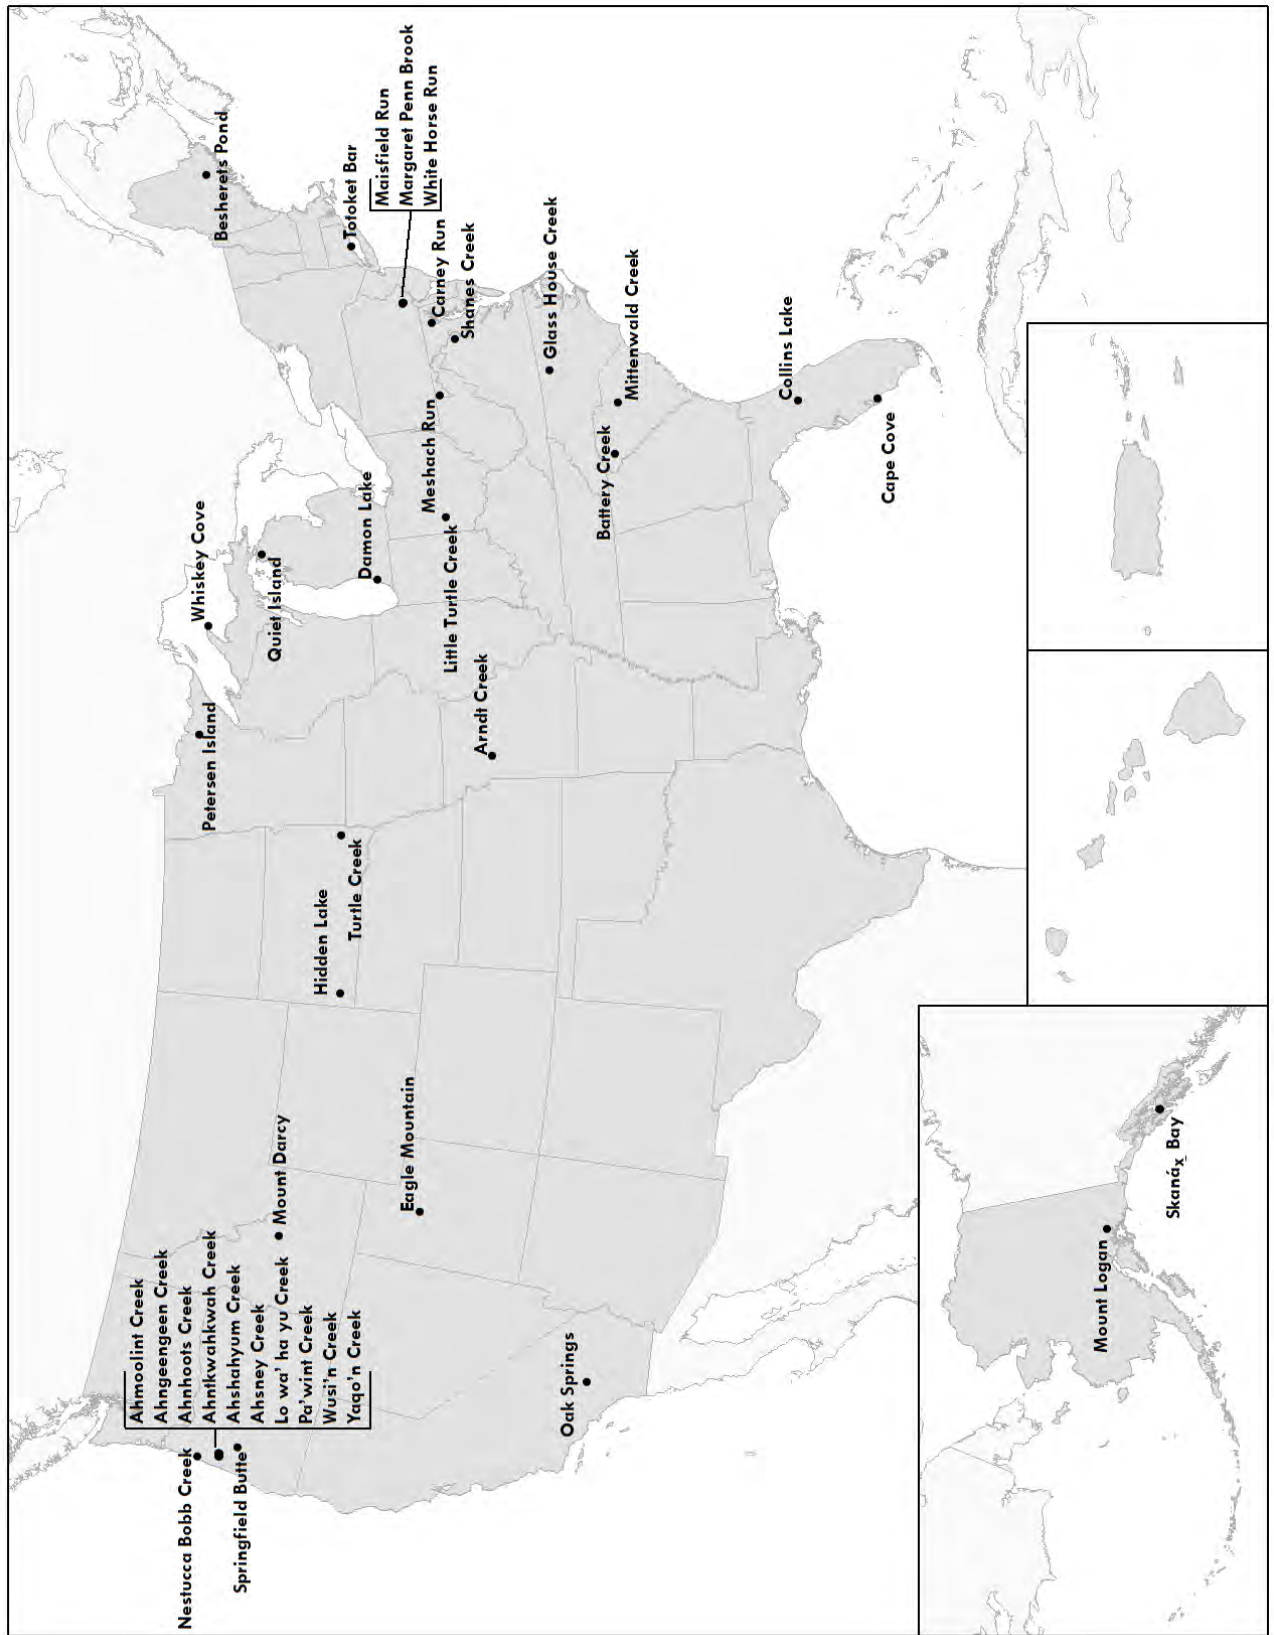 Nestucca Bobb Creek
Springfield Butte
Ahmoolint Creek
Ahngeengeen Creek
Ahnhoots Creek
Ahntkwahkwah Creek
Ahshahyum Creek
Ahsney Creek
Lo wa' ha yu Creek
Pa'wint Creek
Wusi'n Creek
Yaqo'n Creek
Oak Springs
Mount Darcy
Eagle Mountain
Hidden Lake
Turtle Creek
Petersen Island
Arndt Creek
Whiskey Cove
Quiet Island
Damon Lake
Little Turtle Creek
Meshach Run
Battery Creek
Cape Cove
Collins Lake
Mittenwald Creek
Glass House Creek
Shanes Creek
Carney Run
Maisfield Run
Margaret Penn Brook
White Horse Run
Totoket Bar
Besherets Pond
Mount Logan
Skanáx̱ Bay